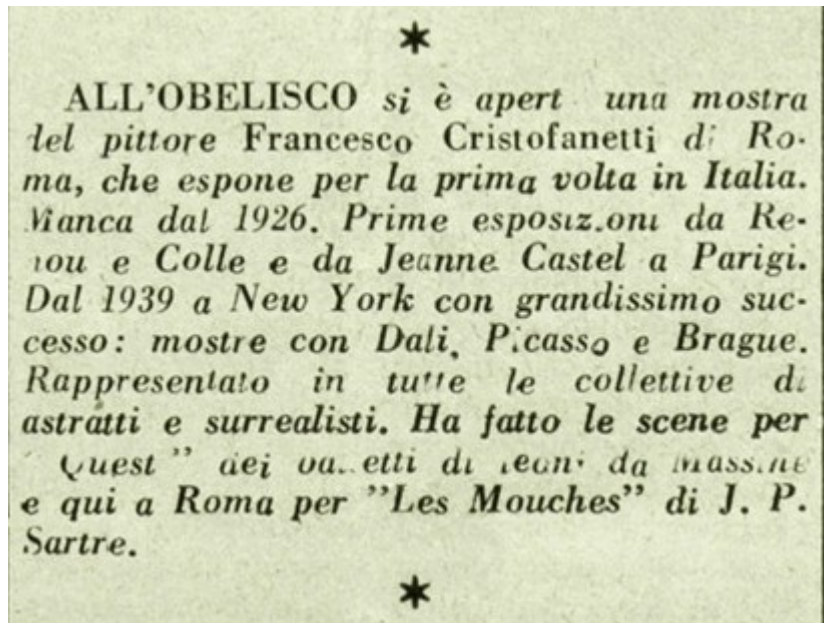 ✶
ALL'OBELISCO si è apert una mostra
del pittore Francesco Cristofanetti di Ro-
ma, che espone per la prima volta in Italia.
Manca dal 1926. Prime esposizioni da Re-
nou e Colle e da Jeanne Castel a Parigi.
Dal 1939 a New York con grandissimo suc-
cesso: mostre con Dali, Picasso e Brague.
Rappresentato in tutte le collettive di
astratti e surrealisti. Ha fatto le scene per
Quest" dei di da
e qui a Roma per "Les Mouches" di J. P.
Sartre.
✶